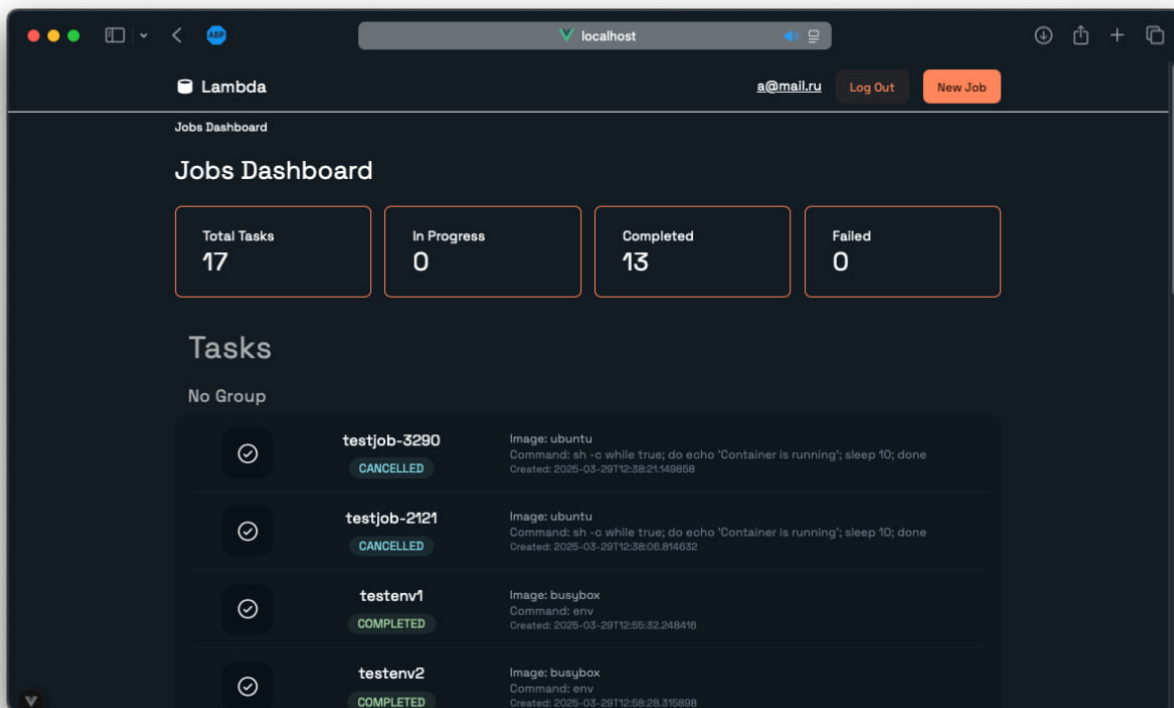 ABP
localhost
Lambda
a@mail.ru
Log Out
New Job
Jobs Dashboard
Jobs Dashboard
Total Tasks
17
In Progress
0
Completed
13
Failed
0
Tasks
No Group
testjob-3290
CANCELLED
Image: ubuntu
Command: sh -c while true; do echo 'Container is running'; sleep 10; done
Created: 2025-03-29T12:38:21.149858
testjob-2121
CANCELLED
Image: ubuntu
Command: sh -c while true; do echo 'Container is running'; sleep 10; done
Created: 2025-03-29T12:38:06.814632
testenv1
COMPLETED
Image: busybox
Command: env
Created: 2025-03-29T12:55:32.248416
testenv2
COMPLETED
Image: busybox
Command: env
Created: 2025-03-29T12:58:28.315898